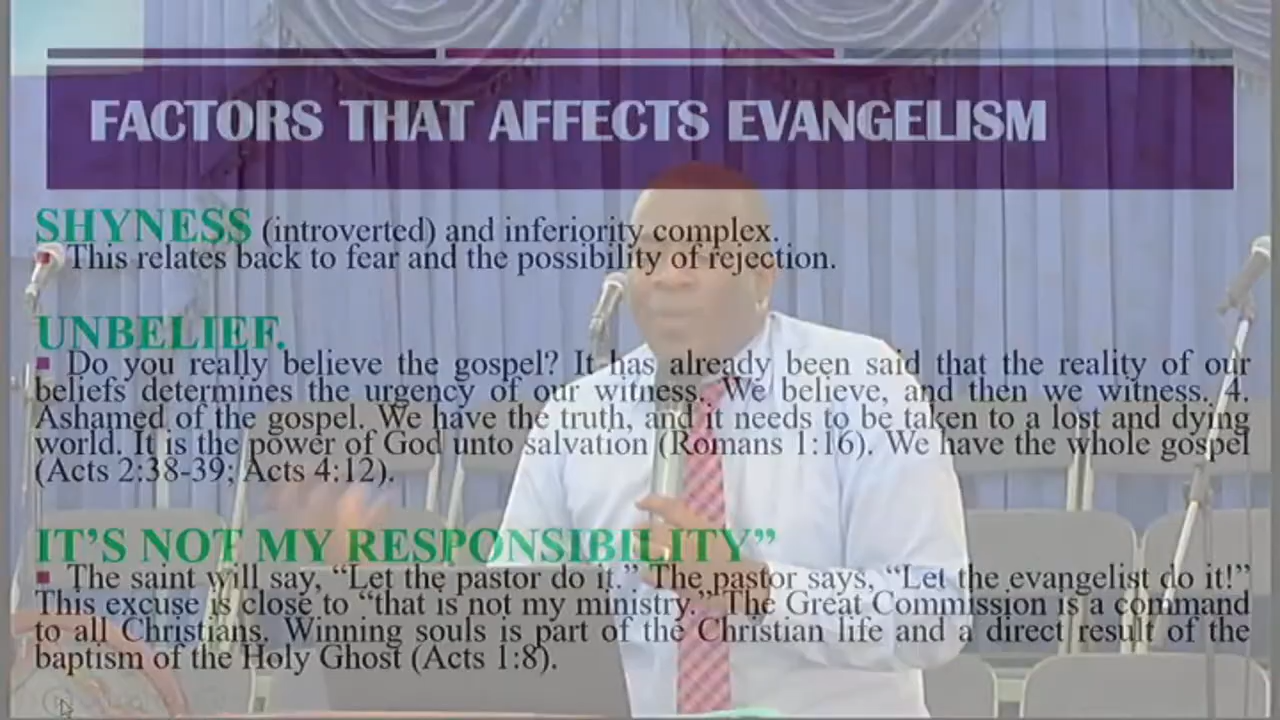 FACTORS THAT AFFECTS EVANGELISM
SHYNESS (introverted) and inferiority complex.
▪ This relates back to fear and the possibility of rejection.
UNBELIEF.
▪ Do you really believe the gospel? It has already been said that the reality of our
beliefs determines the urgency of our witness. We believe, and then we witness. 4.
Ashamed of the gospel. We have the truth, and it needs to be taken to a lost and dying
world. It is the power of God unto salvation (Romans 1:16). We have the whole gospel
(Acts 2:38-39; Acts 4:12).
IT’S NOT MY RESPONSIBILITY”
▪ The saint will say, “Let the pastor do it.” The pastor says, “Let the evangelist do it!”
This excuse is close to “that is not my ministry.” The Great Commission is a command
to all Christians. Winning souls is part of the Christian life and a direct result of the
baptism of the Holy Ghost (Acts 1:8).